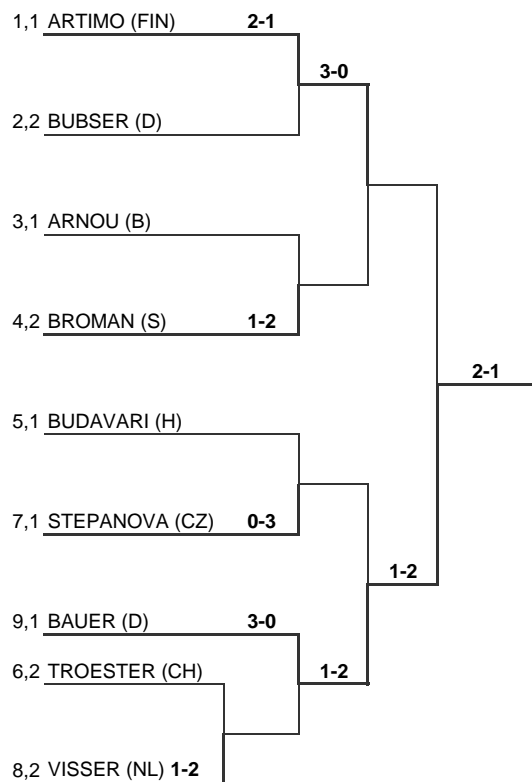 1,1 ARTIMO (FIN) 2-1
3-0
2,2 BUBSER (D)
3,1 ARNOU (B)
4,2 BROMAN (S) 1-2
2-1
5,1 BUDAVARI (H)
7,1 STEPANOVA (CZ) 0-3
1-2
9,1 BAUER (D) 3-0
6,2 TROESTER (CH) 1-2
8,2 VISSER (NL) 1-2